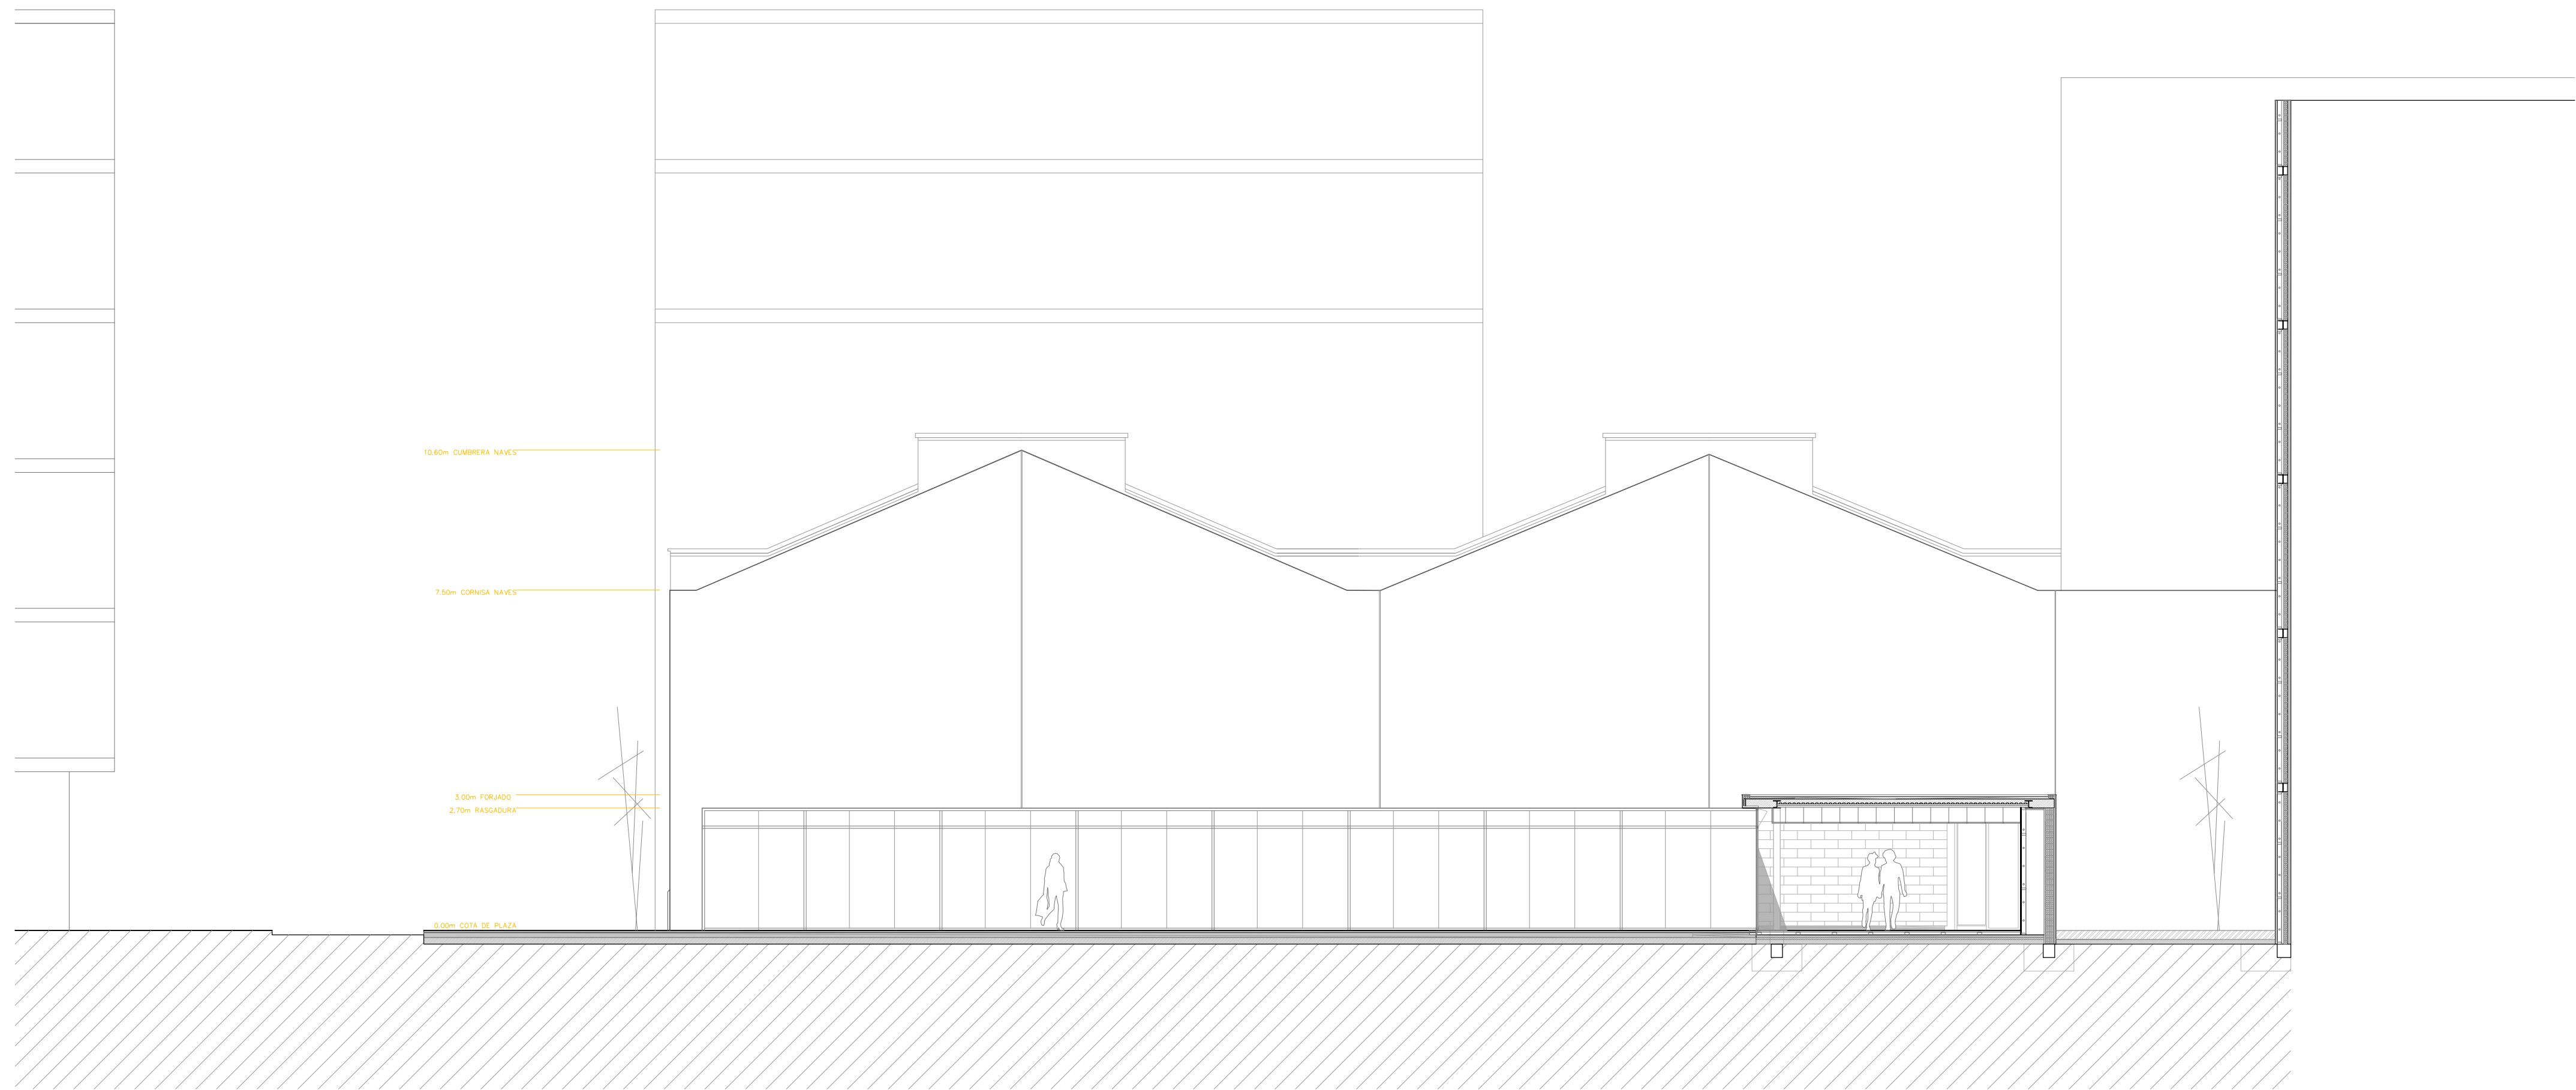 10,60m CUMBRERA NAVES
7,50m CORNISA NAVES
3,00m FORJADO
2,70m RASGADURA
0,00m COTA DE PLAZA